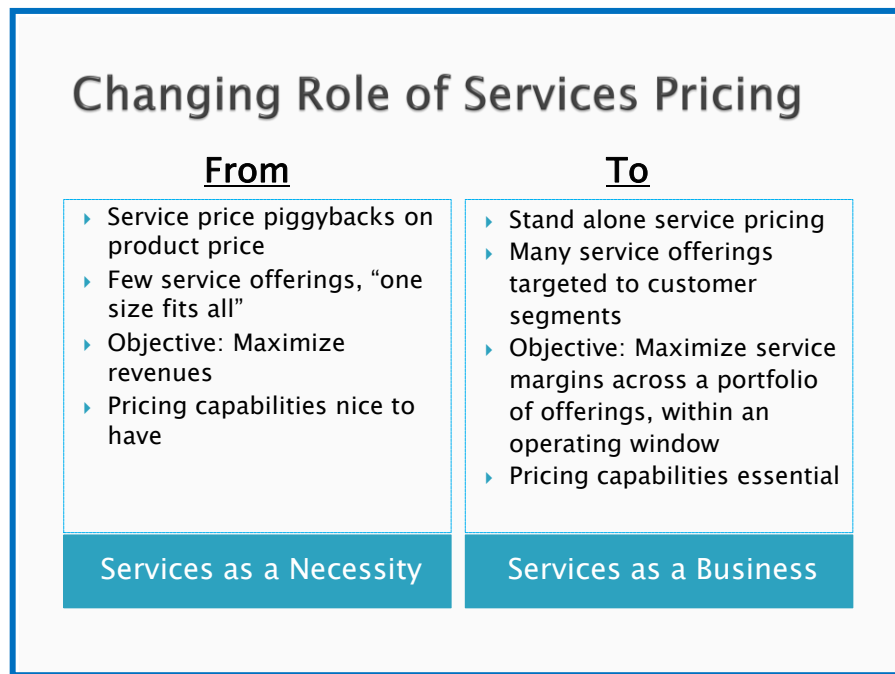 Changing Role of Services Pricing
From
Service price piggybacks on
product price
Few service offerings, “one
size fits all”
Objective: Maximize
revenues
Pricing capabilities nice to
have
Services as a Necessity
To
Stand alone service pricing
Many service offerings
targeted to customer
segments
Objective: Maximize service
margins across a portfolio
of offerings, within an
operating window
Pricing capabilities essential
Services as a Business